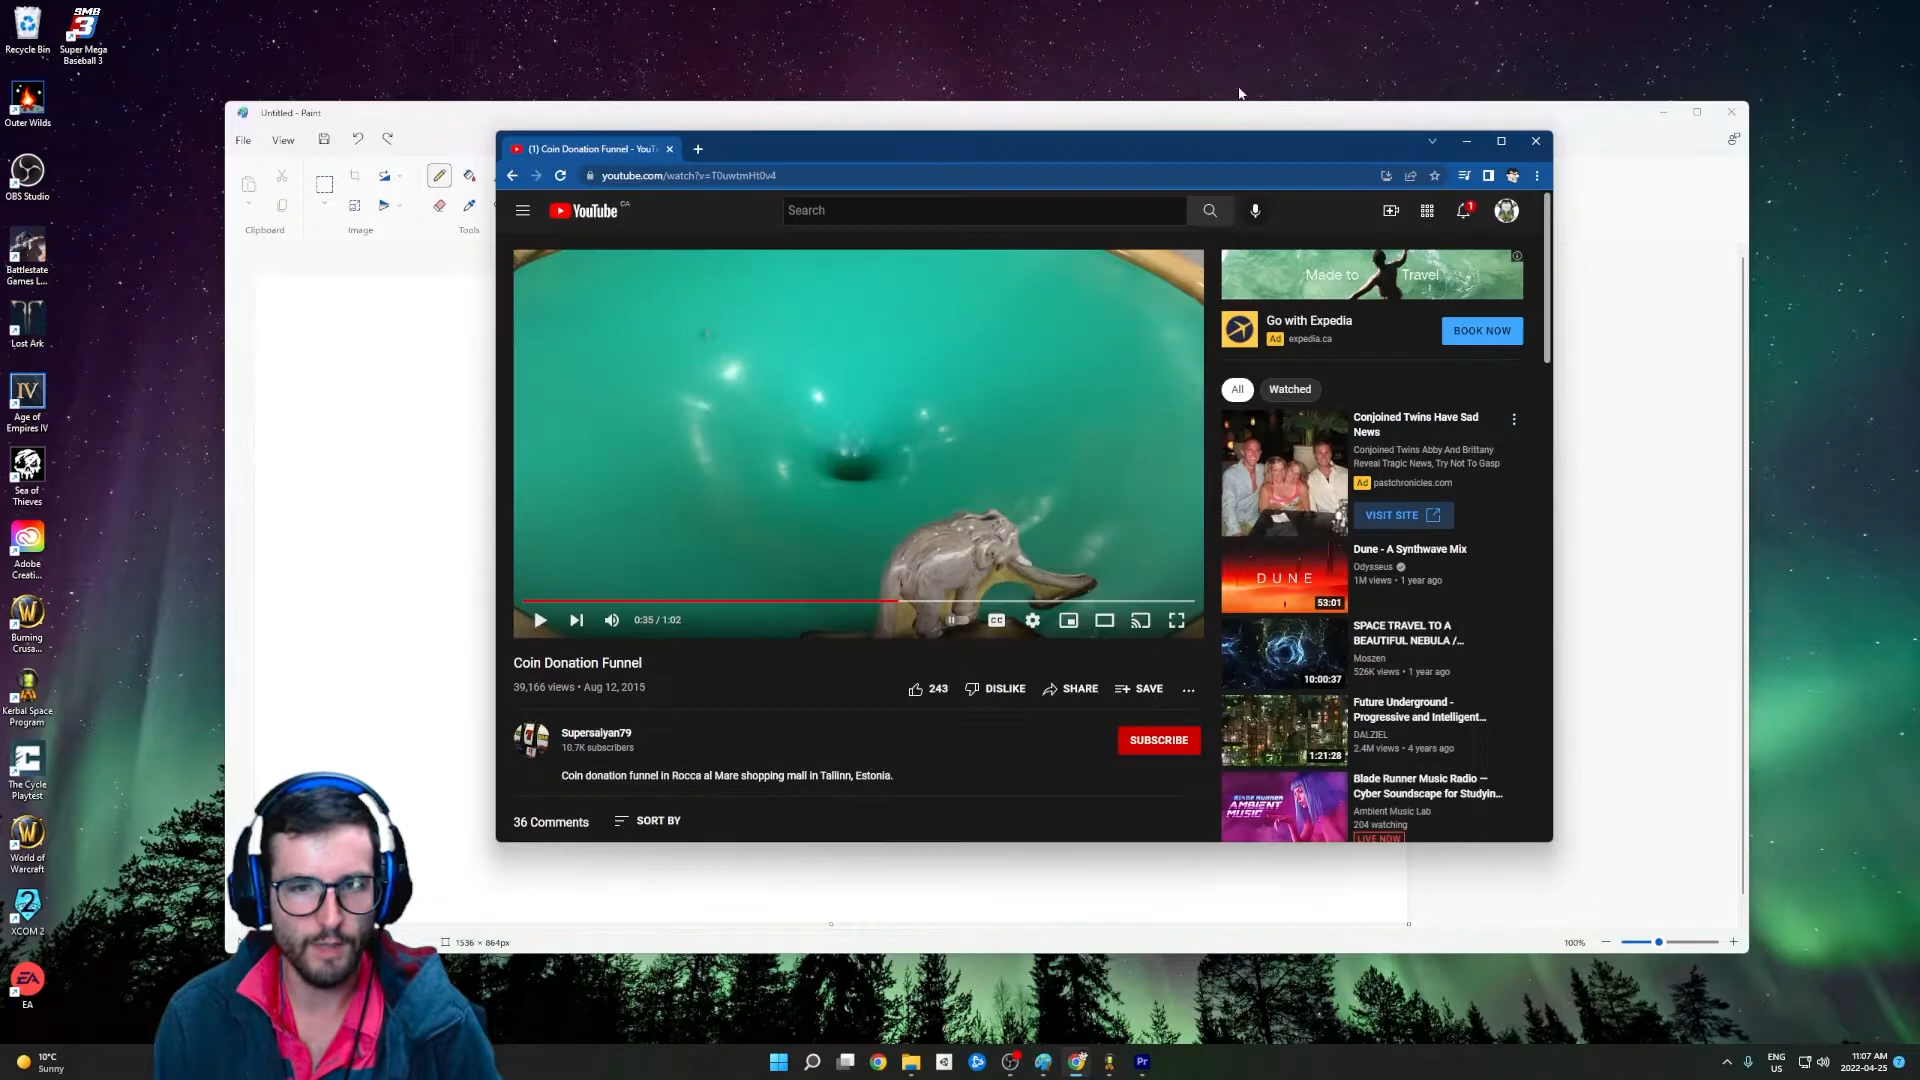 Recycle Bin
Super Mega
Baseball 3
Outer Wilds
OBS Studio
Battlestate
Games L...
Lost Ark
Age of
Empires IV
Sea of
Thieves
Adobe
Creati...
Burning
Crusa...
Kerbal Space
Program
The Cycle
Playtest
World of
Warcraft
XCOM 2
EA
Untitled - Paint
File
View
Clipboard
Image
Tools
1536 × 864px
100%
(1) Coin Donation Funnel - YouT
youtube.com/watch?v=T0uwtmHt0v4
YouTube CA
Search
1
0:35 / 1:02
CC
Coin Donation Funnel
39,166 views • Aug 12, 2015
243
DISLIKE
SHARE
SAVE
Supersaiyan79
10.7K subscribers
SUBSCRIBE
Coin donation funnel in Rocca al Mare shopping mall in Tallinn, Estonia.
36 Comments
SORT BY
Made to Travel
Go with Expedia
Ad expedia.ca
BOOK NOW
All
Watched
Conjoined Twins Have Sad
News
Conjoined Twins Abby And Brittany
Reveal Tragic News, Try Not To Gasp
Ad pastchronicles.com
VISIT SITE
DUNE
53:01
Dune - A Synthwave Mix
Odysseus
1M views • 1 year ago
10:00:37
SPACE TRAVEL TO A
BEAUTIFUL NEBULA /...
Moszen
526K views • 1 year ago
1:21:28
Future Underground -
Progressive and Intelligent...
DALZIEL
2.4M views • 4 years ago
BLADE RUNNER
AMBIENT
MUSIC
Blade Runner Music Radio —
Cyber Soundscape for Studyin...
Ambient Music Lab
204 watching
LIVE NOW
10°C
Sunny
Pr
ENG
US
11:07 AM
2022-04-25
7